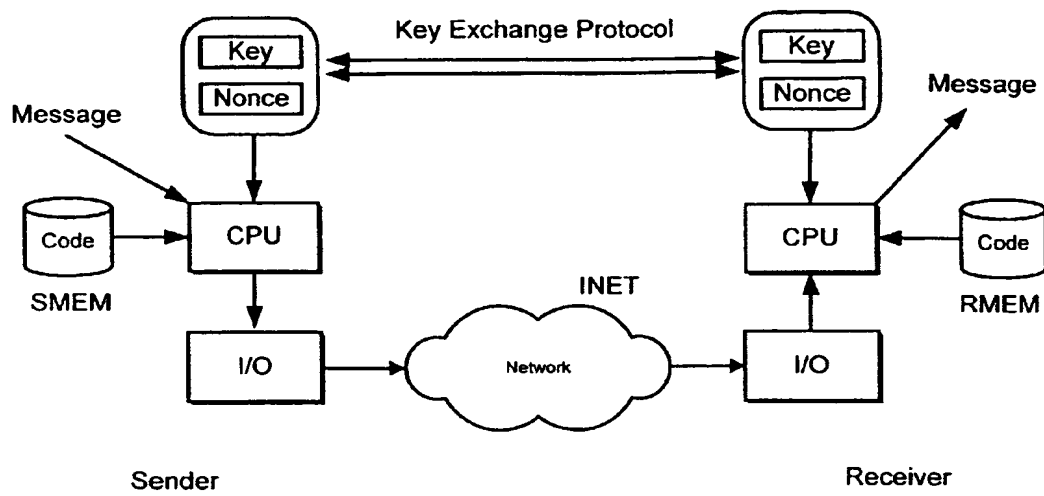 Key Exchange Protocol
Key
Nonce
Key
Nonce
Message
Message
Code
CPU
CPU
Code
SMEM
INET
RMEM
I/O
Network
I/O
Sender
Receiver